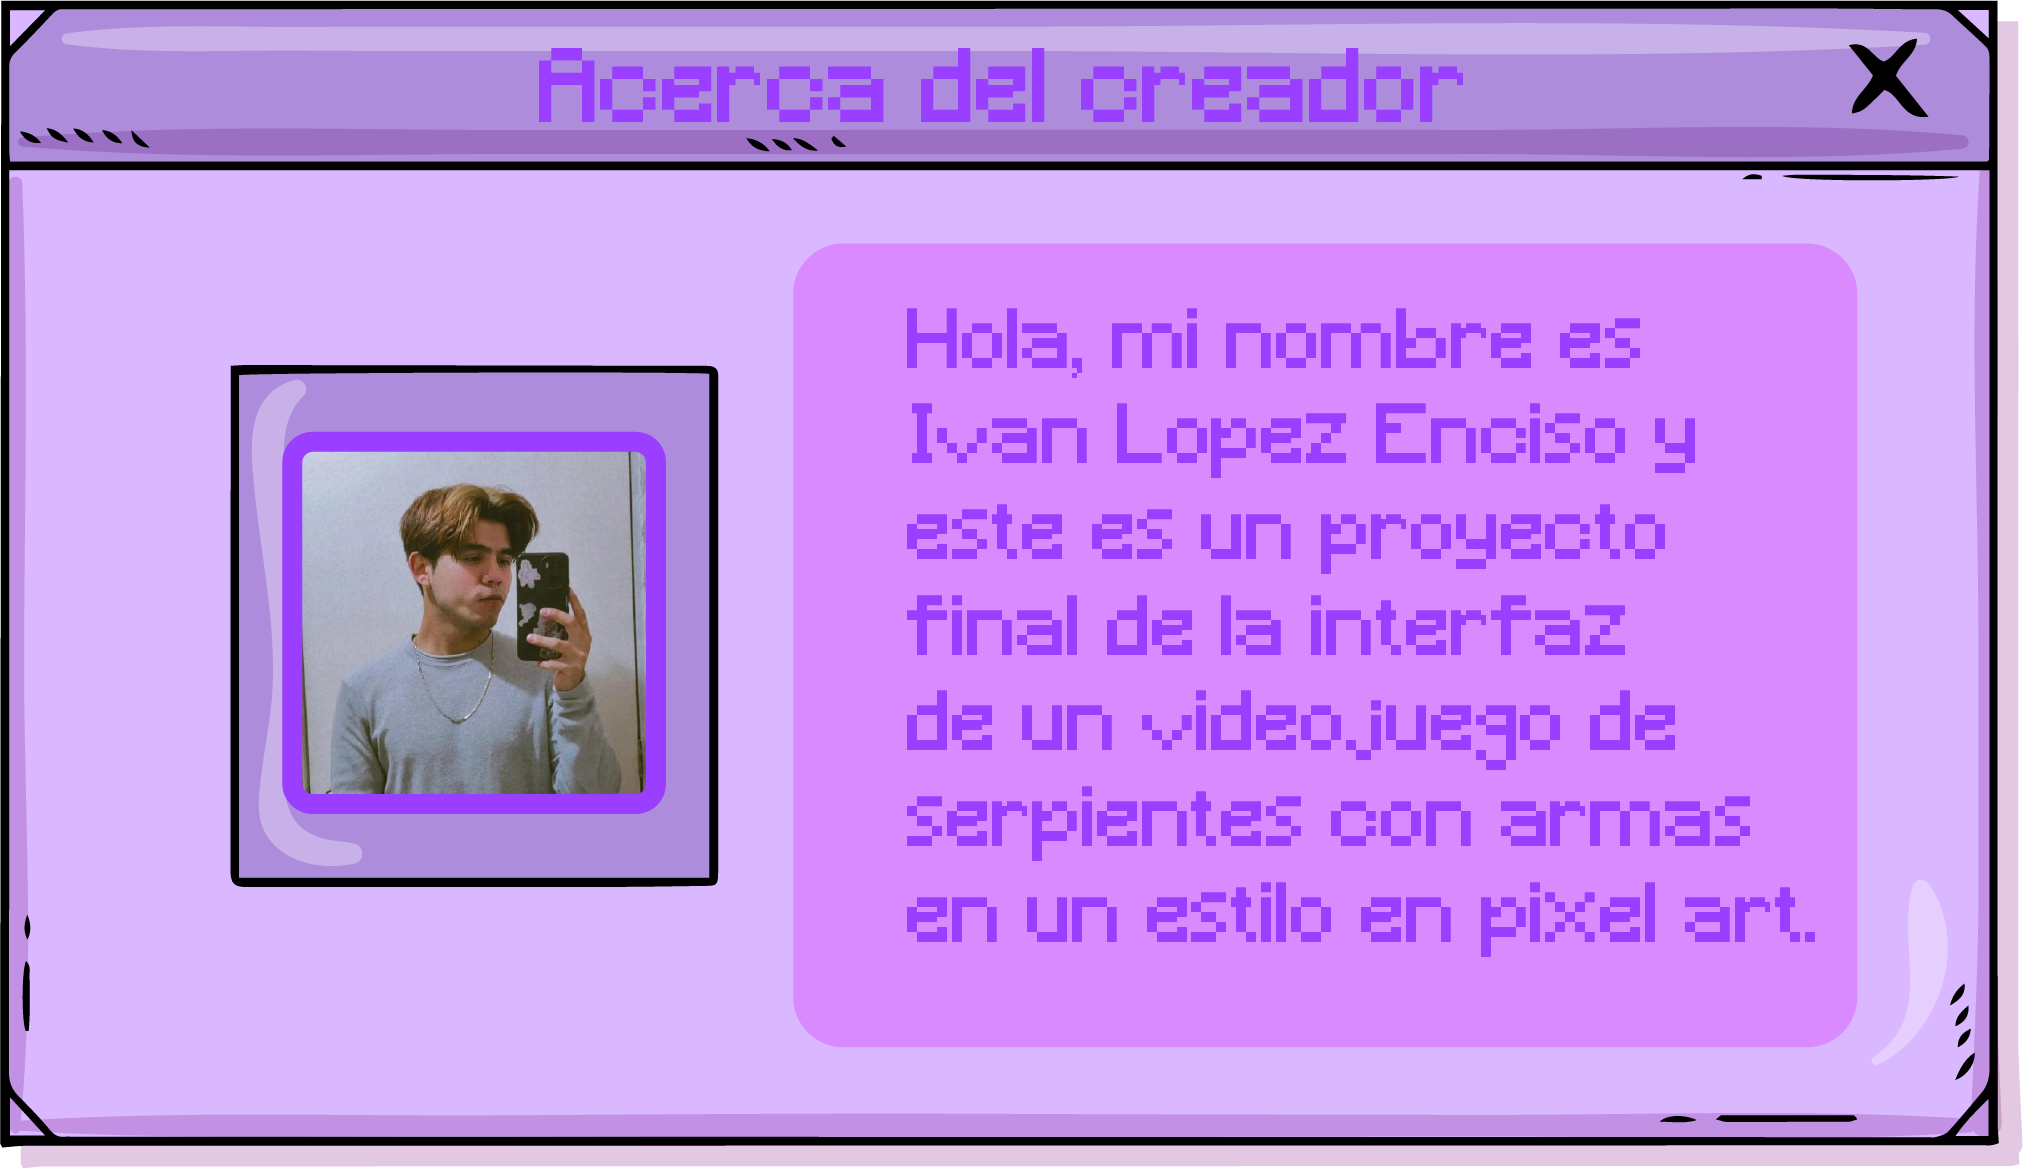 Acerca del creador
Hola, mi nombre es
Ivan Lopez Enciso y
este es un proyecto
final de la interfaz
de un videojuego de
serpientes con armas
en un estilo en pixel art.